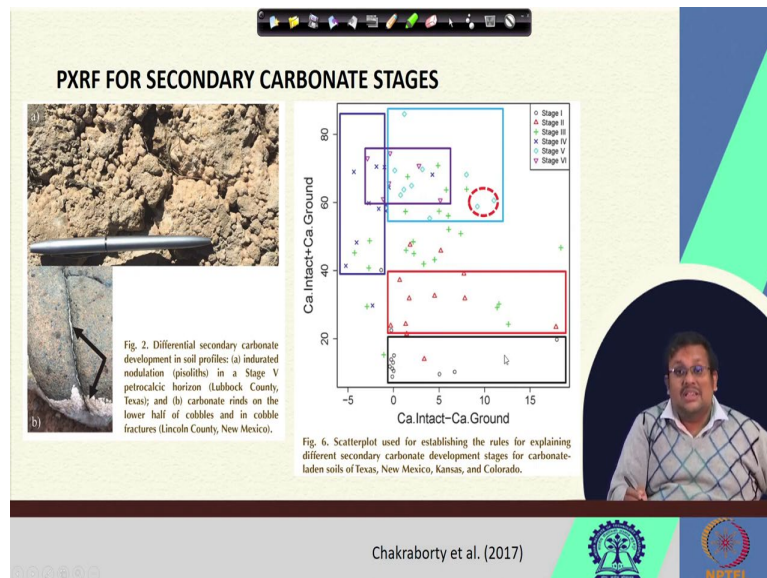 PXRF FOR SECONDARY CARBONATE STAGES
a)
b)
Fig. 2. Differential secondary carbonate
development in soil profiles: (a) indurated
nodulation (pisoliths) in a Stage V
petrocalcic horizon (Lubbock County,
Texas); and (b) carbonate rinds on the
lower half of cobbles and in cobble
fractures (Lincoln County, New Mexico).
Ca.Intact+Ca.Ground
80
60
40
20
−5 0 5 10 15
Ca.Intact−Ca.Ground
Stage I
Stage II
Stage III
Stage IV
Stage V
Stage VI
Fig. 6. Scatterplot used for establishing the rules for explaining
different secondary carbonate development stages for carbonate-
laden soils of Texas, New Mexico, Kansas, and Colorado.
Chakraborty et al. (2017)
NPTEL